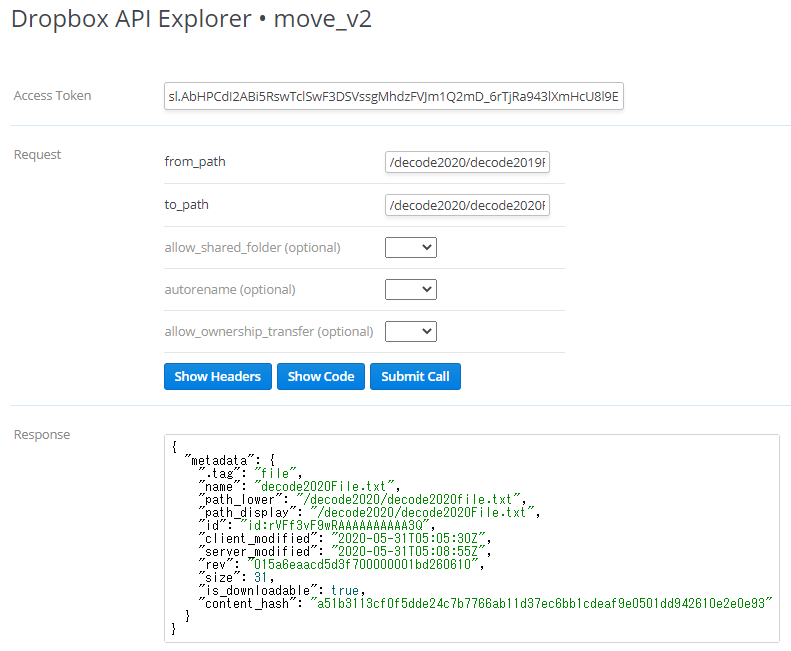 Dropbox API Explorer • move_v2
Access Token
Request
from_path
/decode2020/decode2019F
to_path
/decode2020/decode2020F
allow_shared_folder (optional)
autorename (optional)
allow_ownership_transfer (optional)
Show Headers Show Code Submit Call
Response
{
"metadata": {
".tag": "file",
"name": "decode2020File.txt",
"path_lower": "/decode2020/decode2020file.txt",
"path_display": "/decode2020/decode2020File.txt",
"id": "id:rVFf3vF9wRAAAAAAAAAA3Q",
"client_modified": "2020-05-31T05:05:30Z",
"server_modified": "2020-05-31T05:08:55Z",
"rev": "015a6eaacd5d3f700000001bd260610",
"size": 31,
"is_downloadable": true,
"content_hash": "a51b3113cf0f5dde24c7b7766ab11d37ec6bb1cdeaf9e0501dd942610e2e0e93"
}
}